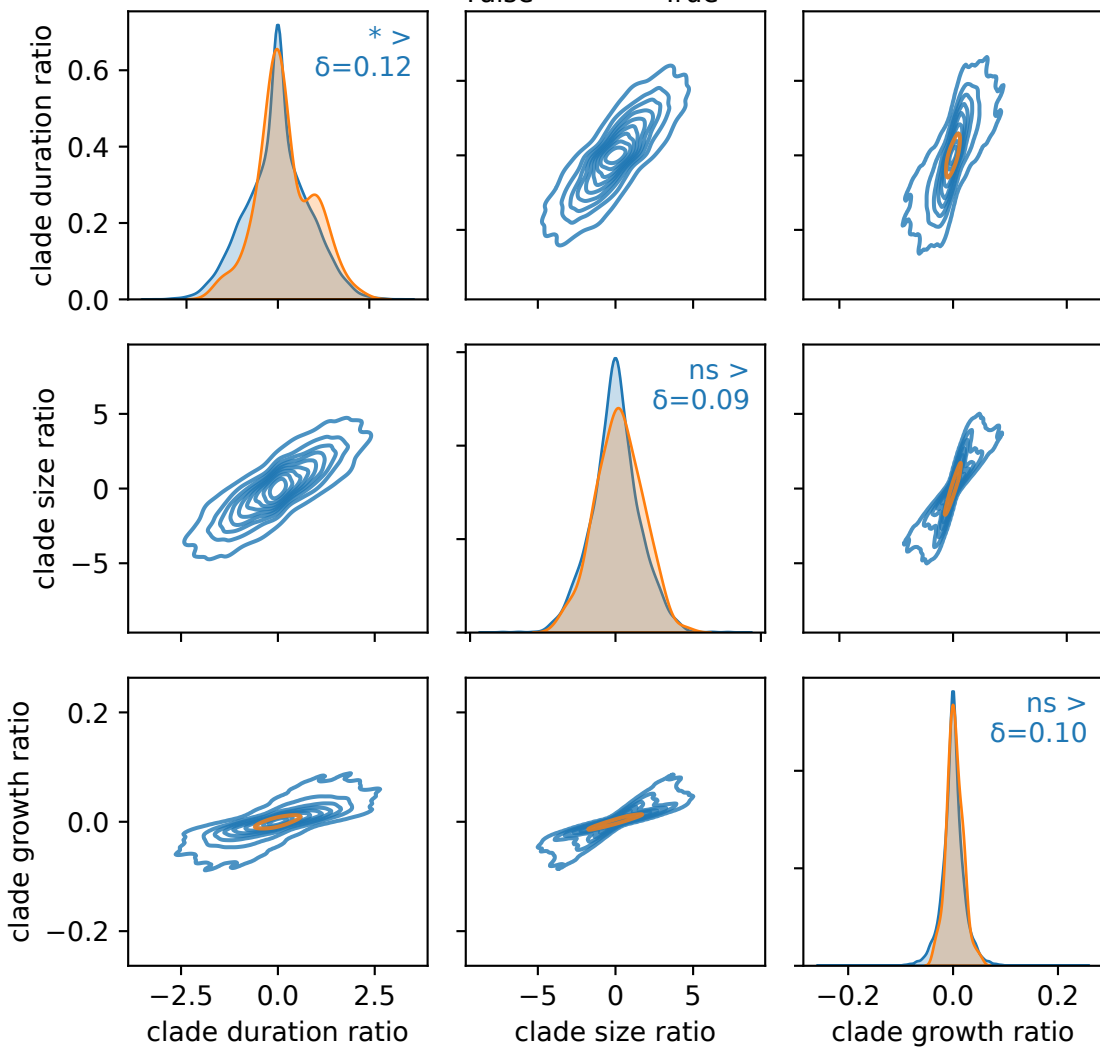 clade duration ratio
0.6
0.4
0.2
0.0
* >
δ=0.12
clade size ratio
5
0
−5
ns >
δ=0.09
clade growth ratio
0.2
0.0
−0.2
ns >
δ=0.10
−2.5 0.0 2.5
−5 0 5
−0.2 0.0 0.2
clade duration ratio
clade size ratio
clade growth ratio